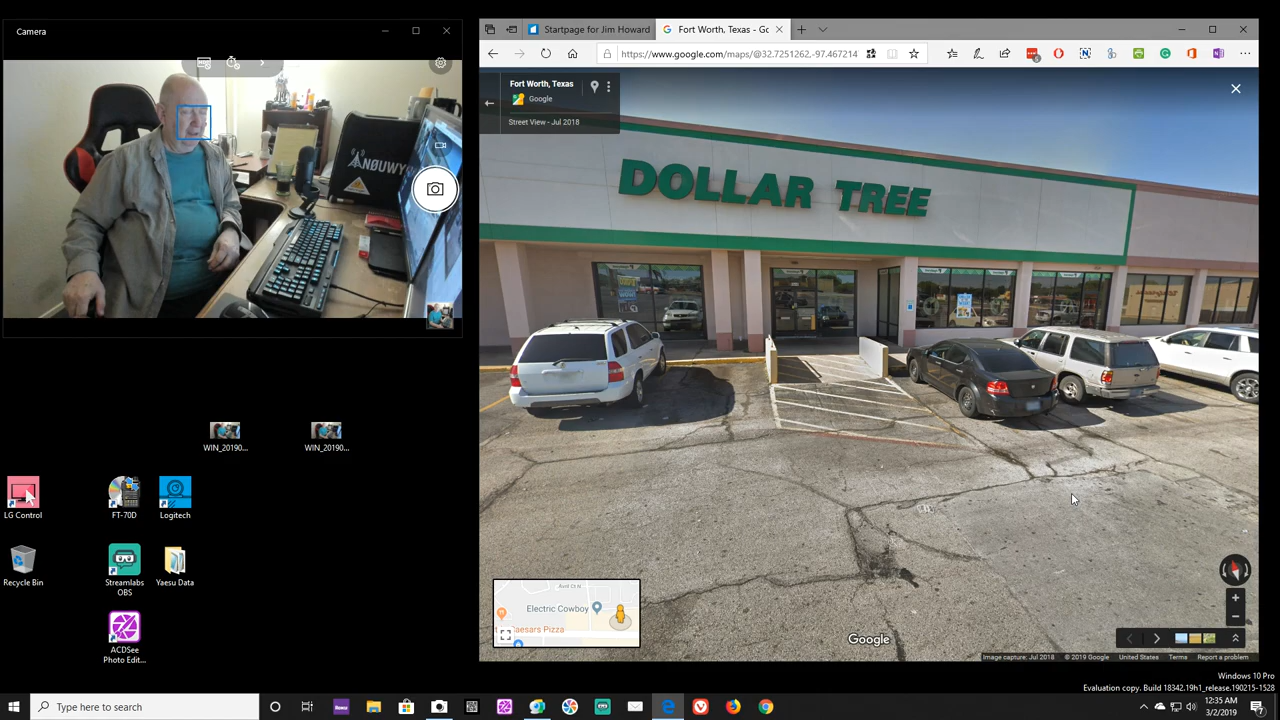 Camera
ΛNØUWY
Startpage for Jim Howard
Fort Worth, Texas - Go
https://www.google.com/maps/@32.7251262,-97.467214
6
Fort Worth, Texas
Google
Street View - Jul 2018
DOLLAR TREE
WIN_20190...
WIN_20190...
LG Control
FT-70D
Logitech
Recycle Bin
Streamlabs
OBS
Yaesu Data
ACDSee
Photo Edit...
Electric Cowboy
Caesars Pizza
Google
Image capture: Jul 2018
© 2019 Google
United States
Terms
Report a problem
Windows 10 Pro
Evaluation copy. Build 18342.19h1_release.190215-1528
Type here to search
Roku
12:35 AM
3/2/2019
7